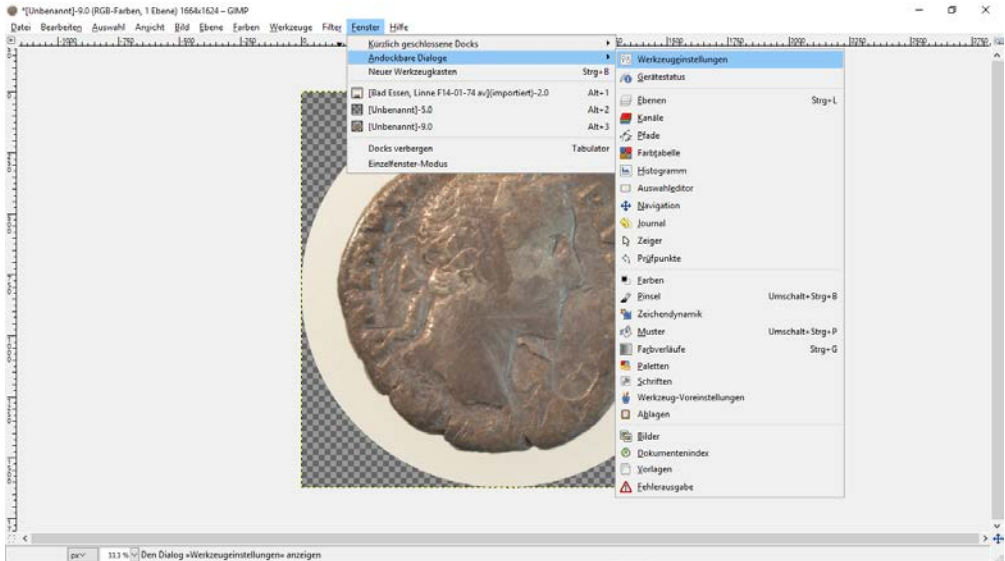 *[Unbenannt]-9.0 (RGB-Farben, 1 Ebene) 1664x1624 – GIMP
Datei Bearbeiten Auswahl Ansicht Bild Ebene Farben Werkzeuge Filter Fenster Hilfe
Kürzlich geschlossene Docks
Andockbare Dialoge
Neuer Werkzeugkasten Strg+B
[Bad Essen, Linne F14-01-74 av](importiert)-2.0 Alt+1
[Unbenannt]-5.0 Alt+2
[Unbenannt]-9.0 Alt+3
Docks verbergen Tabulator
Einzelfenster-Modus
Werkzeugeinstellungen
Gerätestatus
Ebenen Strg+L
Kanäle
Pfade
Farbtabelle
Histogramm
Auswahleditor
Navigation
Journal
Zeiger
Prüfpunkte
Farben
Pinsel Umschalt+Strg+B
Zeichendynamik
Muster Umschalt+Strg+P
Farbverläufe Strg+G
Paletten
Schriften
Werkzeug-Voreinstellungen
Ablagen
Bilder
Dokumentenindex
Vorlagen
Fehlerausgabe
px 33,3 % Den Dialog »Werkzeugeinstellungen« anzeigen